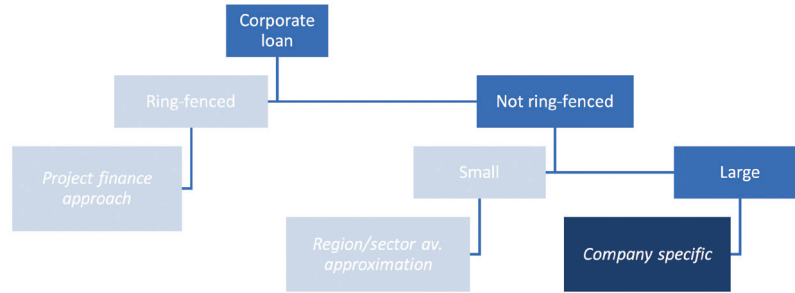 Corporate
loan
Ring-fenced
Not ring-fenced
Project finance
approach
Small
Large
Region/sector av.
approximation
Company specific